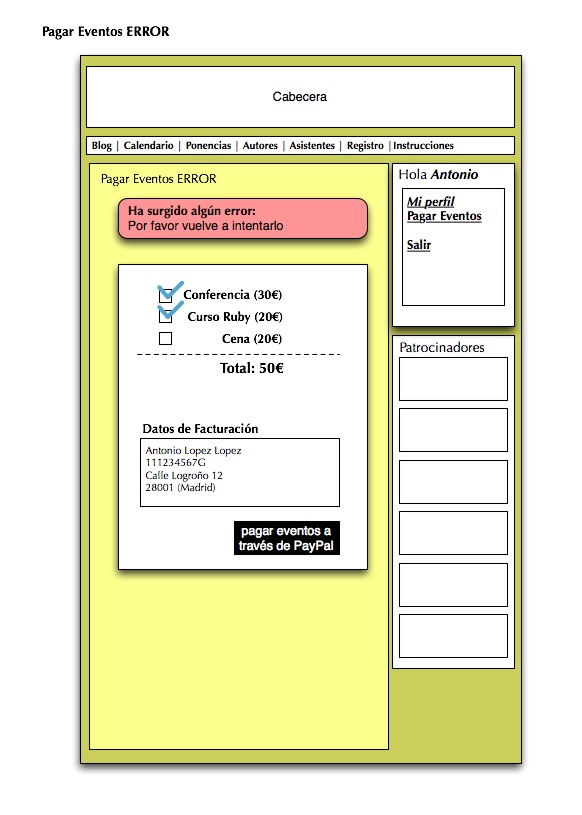 Pagar Eventos ERROR
Cabecera
Blog | Calendario | Ponencias | Autores | Asistentes | Registro | Instrucciones
Pagar Eventos ERROR
Ha surgido algún error:
Por favor vuelve a intentarlo
Conferencia (30€)
Curso Ruby (20€)
Cena (20€)
Total: 50€
Datos de Facturación
Antonio Lopez Lopez
111234567G
Calle Logroño 12
28001 (Madrid)
pagar eventos a
través de PayPal
Hola Antonio
Mi perfil
Pagar Eventos
Salir
Patrocinadores